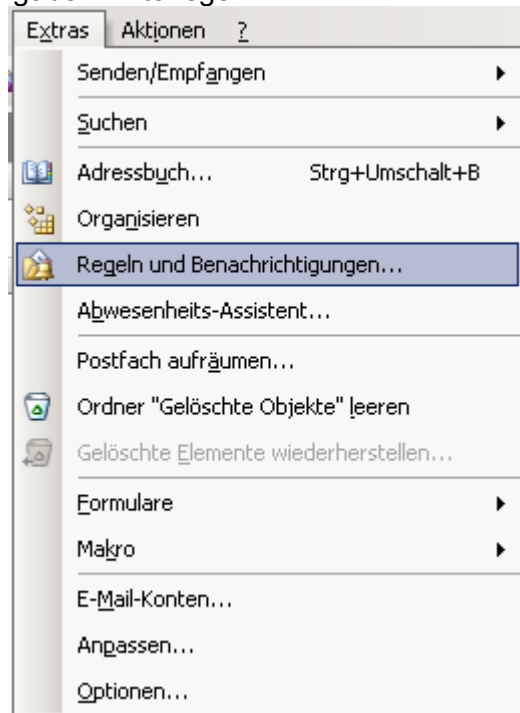 Extras Aktionen ?
Senden/Empfangen
Suchen
Adressbuch... Strg+Umschalt+B
Organisieren
Regeln und Benachrichtigungen...
Abwesenheits-Assistent...
Postfach aufräumen...
Ordner "Gelöschte Objekte" leeren
Gelöschte Elemente wiederherstellen...
Formulare
Makro
E-Mail-Konten...
Anpassen...
Optionen...